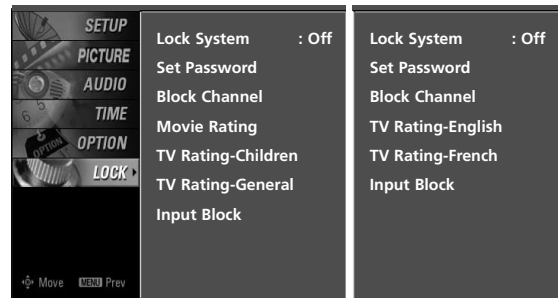 SETUP
PICTURE
AUDIO
TIME
OPTION
LOCK
Move MENU Prev
Lock System : Off
Set Password
Block Channel
Movie Rating
TV Rating-Children
TV Rating-General
Input Block
Lock System : Off
Set Password
Block Channel
TV Rating-English
TV Rating-French
Input Block